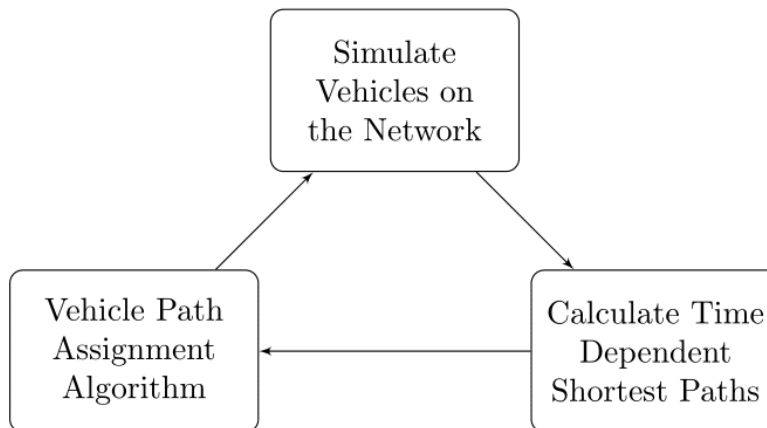 Simulate
Vehicles on
the Network
Vehicle Path
Assignment
Algorithm
Calculate Time
Dependent
Shortest Paths